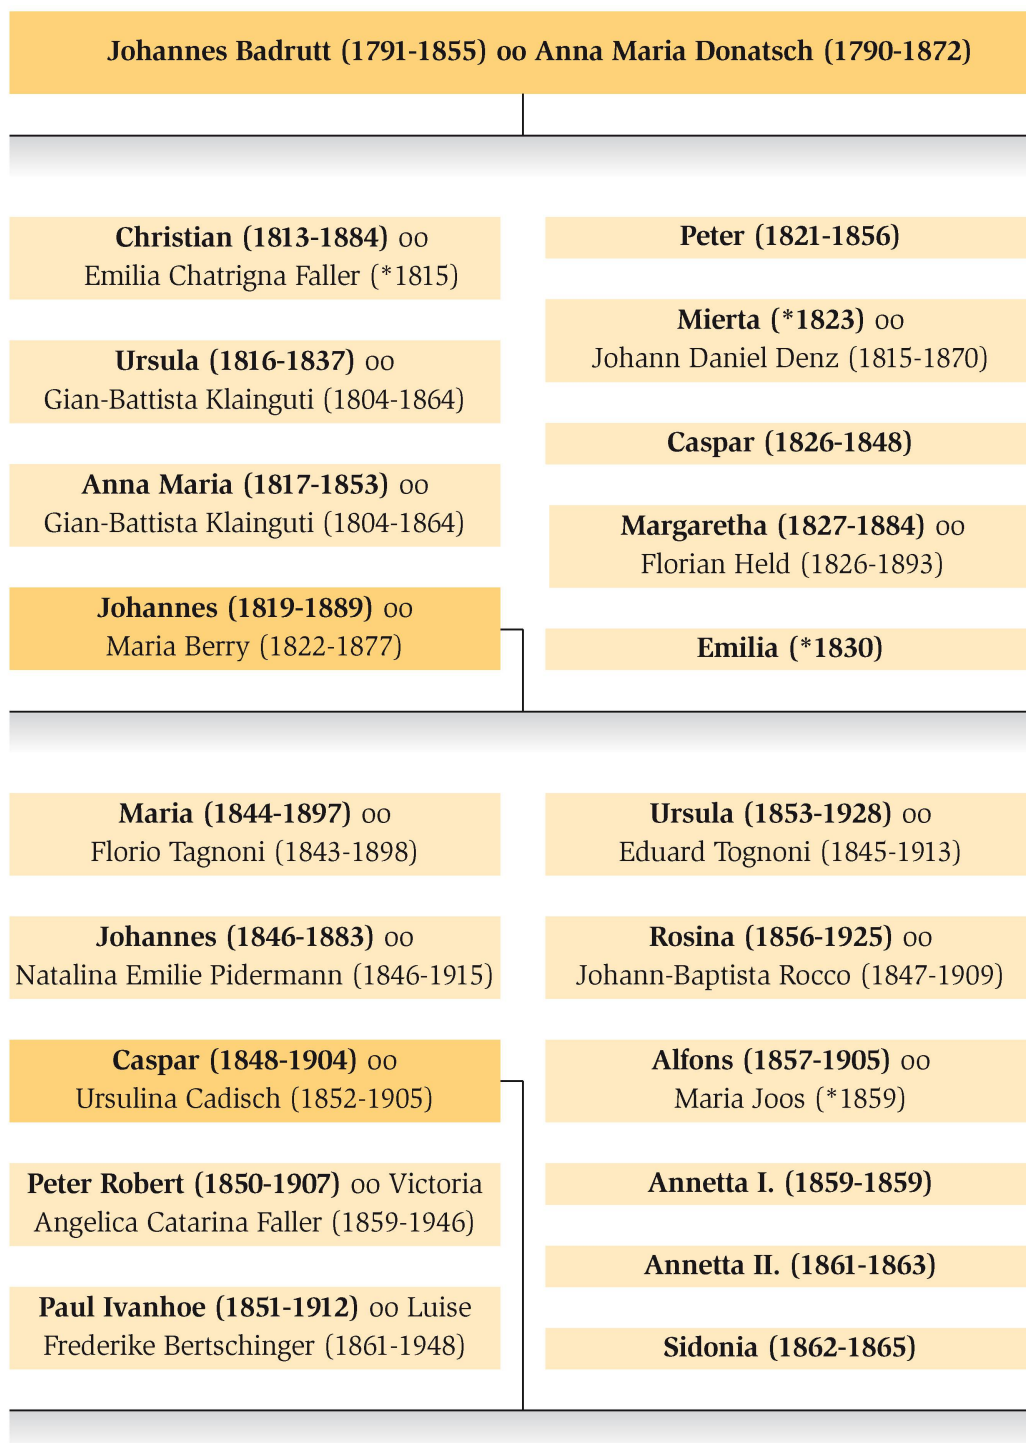 Johannes Badrutt (1791-1855) oo Anna Maria Donatsch (1790-1872)
Christian (1813-1884) oo
Emilia Chatrigna Faller (*1815)
Ursula (1816-1837) oo
Gian-Battista Klainguti (1804-1864)
Anna Maria (1817-1853) oo
Gian-Battista Klainguti (1804-1864)
Johannes (1819-1889) oo
Maria Berry (1822-1877)
Peter (1821-1856)
Mierta (*1823) oo
Johann Daniel Denz (1815-1870)
Caspar (1826-1848)
Margaretha (1827-1884) oo
Florian Held (1826-1893)
Emilia (*1830)
Maria (1844-1897) oo
Florio Tagnoni (1843-1898)
Johannes (1846-1883) oo
Natalina Emilie Pidermann (1846-1915)
Caspar (1848-1904) oo
Ursulina Cadisch (1852-1905)
Peter Robert (1850-1907) oo Victoria
Angelica Catarina Faller (1859-1946)
Paul Ivanhoe (1851-1912) oo Luise
Frederike Bertschinger (1861-1948)
Ursula (1853-1928) oo
Eduard Tognoni (1845-1913)
Rosina (1856-1925) oo
Johann-Baptista Rocco (1847-1909)
Alfons (1857-1905) oo
Maria Joos (*1859)
Annetta I. (1859-1859)
Annetta II. (1861-1863)
Sidonia (1862-1865)